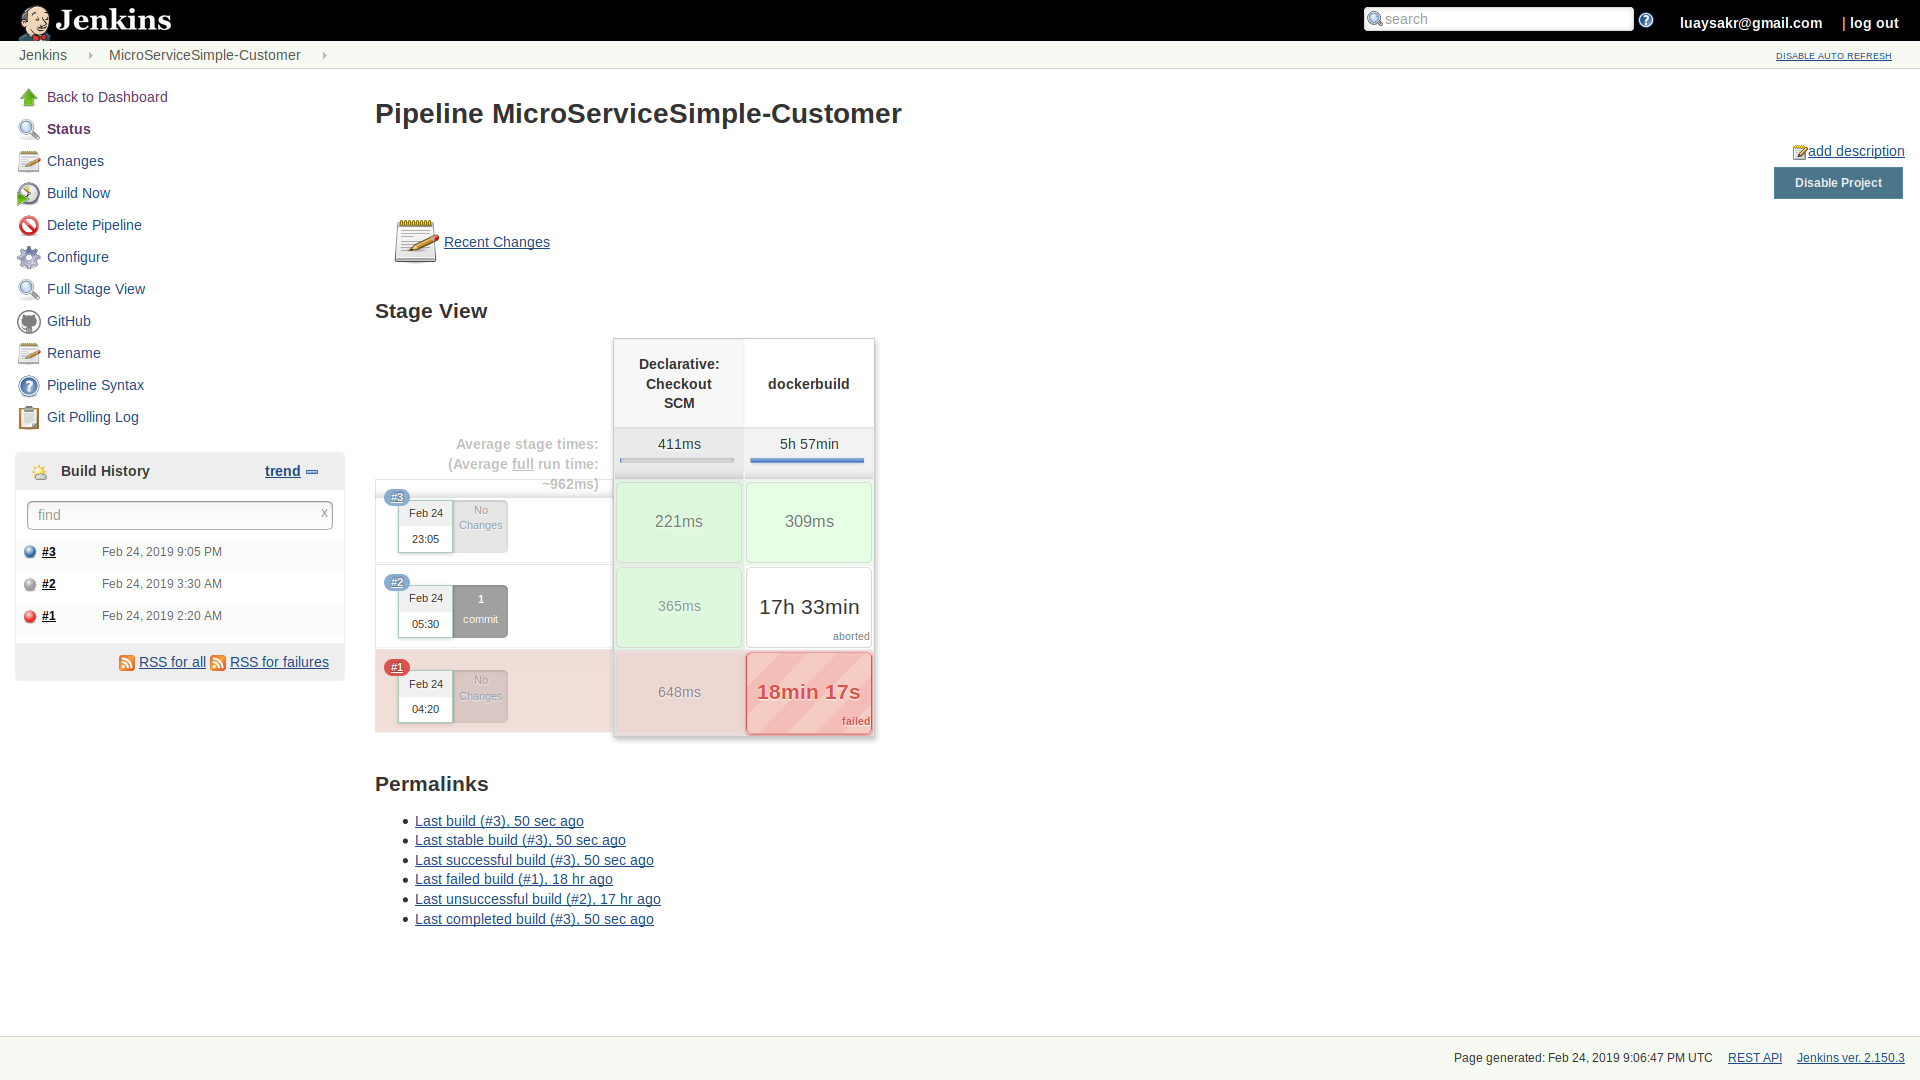 Jenkins
search
luaysakr@gmail.com
| log out
Jenkins
MicroServiceSimple-Customer
DISABLE AUTO REFRESH
Back to Dashboard
Status
Changes
Build Now
Delete Pipeline
Configure
Full Stage View
GitHub
Rename
Pipeline Syntax
Git Polling Log
Build History
trend
find
x
#3 Feb 24, 2019 9:05 PM
#2 Feb 24, 2019 3:30 AM
#1 Feb 24, 2019 2:20 AM
RSS for all RSS for failures
Pipeline MicroServiceSimple-Customer
add description
Disable Project
Recent Changes
Stage View
Declarative:
Checkout
SCM
dockerbuild
Average stage times:
(Average full run time:
~962ms)
411ms
5h 57min
#3
Feb 24
23:05
No
Changes
221ms
309ms
#2
Feb 24
05:30
1
commit
365ms
17h 33min
aborted
#1
Feb 24
04:20
No
Changes
648ms
18min 17s
failed
Permalinks
Last build (#3), 50 sec ago
Last stable build (#3), 50 sec ago
Last successful build (#3), 50 sec ago
Last failed build (#1), 18 hr ago
Last unsuccessful build (#2), 17 hr ago
Last completed build (#3), 50 sec ago
Page generated: Feb 24, 2019 9:06:47 PM UTC
REST API
Jenkins ver. 2.150.3